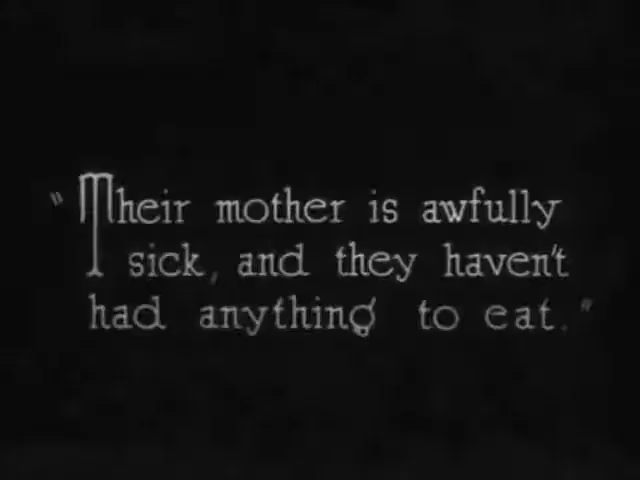 "Their mother is awfully
sick, and they haven't
had anything to eat."